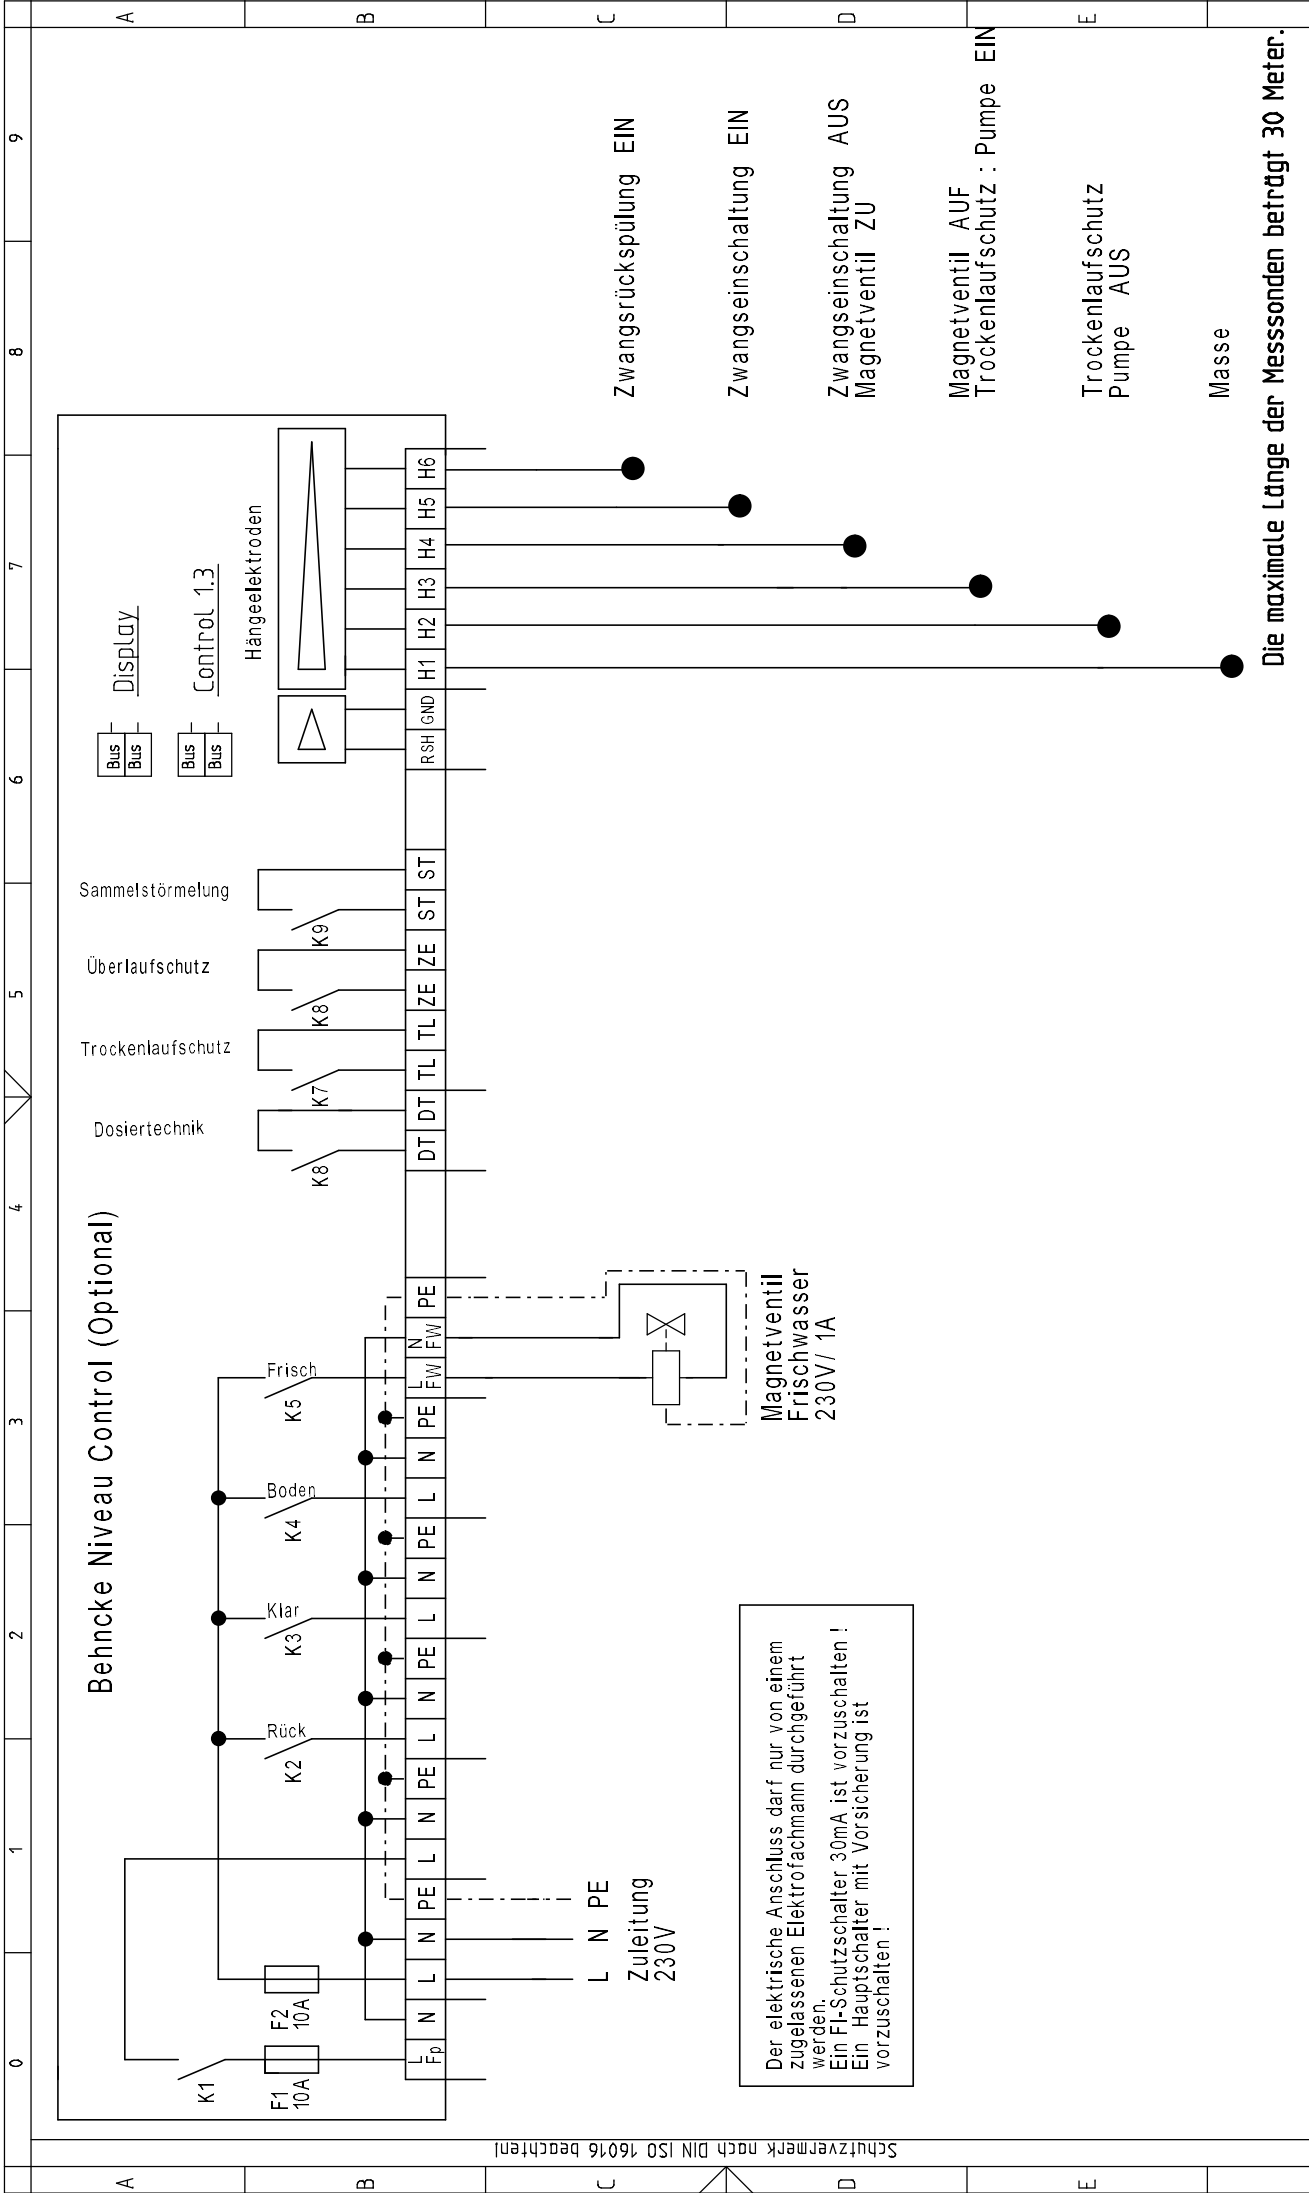 0 1 2 3 4 5 6 7 8 9
A
B
C
D
E
A
B
C
D
E
Behncke Niveau Control (Optional)
Display
Bus
Bus
Control 1.3
Bus
Bus
Hängeelektroden
Dosiertechnik
Trockenlaufschutz
Überlaufschutz
Sammelstörmelung
K1
F1
10A
F2
10A
K2
Rück
K3
Klar
K4
Boden
K5
Frisch
K8
K7
K8
K9
L
Fp
N
L
N
PE
L
N
PE
L
N
PE
L
N
PE
L
N
PE
L
FW
N
FW
PE
DT
DT
TL
TL
ZE
ZE
ST
ST
RSH
GND
H1
H2
H3
H4
H5
H6
L N PE
Zuleitung
230V
Magnetventil
Frischwasser
230V/ 1A
Zwangsrückspülung EIN
Zwangseinschaltung EIN
Zwangseinschaltung AUS
Magnetventil ZU
Magnetventil AUF
Trockenlaufschutz : Pumpe EIN
Trockenlaufschutz
Pumpe AUS
Masse
Der elektrische Anschluss darf nur von einem
zugelassenen Elektrofachmann durchgeführt
werden.
Ein FI-Schutzschalter 30mA ist vorzuschalten !
Ein Hauptschalter mit Vorsicherung ist
vorzuschalten !
Die maximale Länge der Messsonden beträgt 30 Meter.
Schutzvermerk nach DIN ISO 16016 beachten!